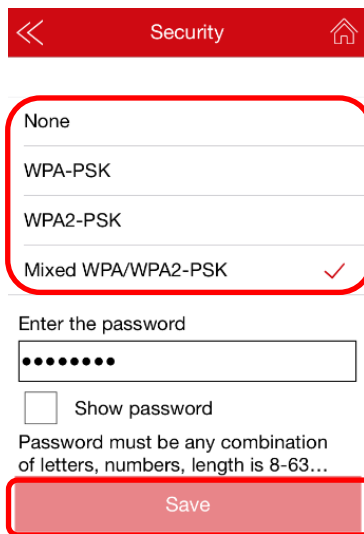 Security
None
WPA-PSK
WPA2-PSK
Mixed WPA/WPA2-PSK
Enter the password
••••••••
Show password
Password must be any combination
of letters, numbers, length is 8-63...
Save